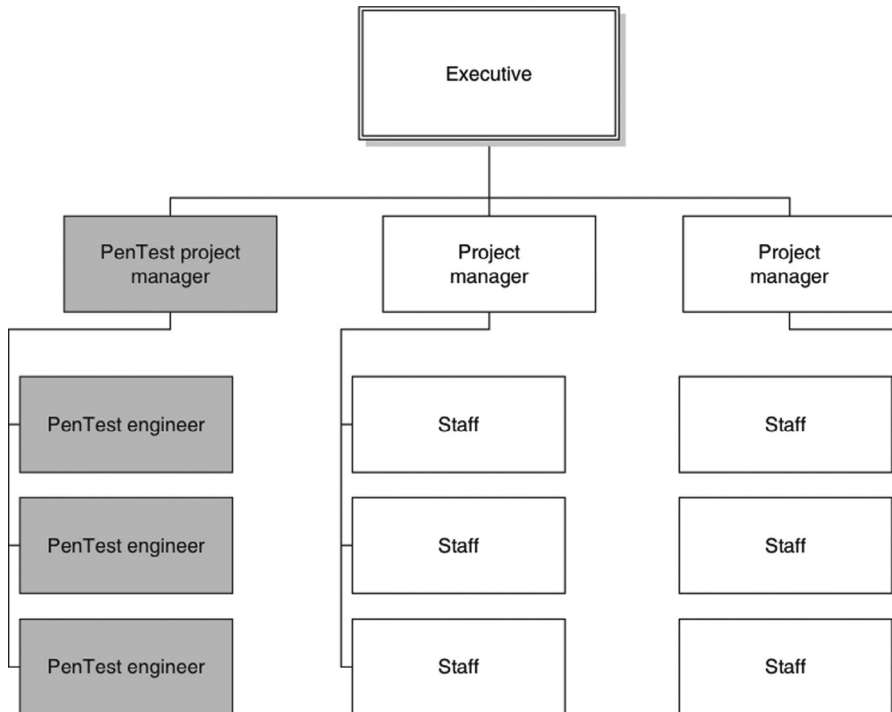 Executive
PenTest project
manager
Project
manager
Project
manager
PenTest engineer
Staff
Staff
PenTest engineer
Staff
Staff
PenTest engineer
Staff
Staff